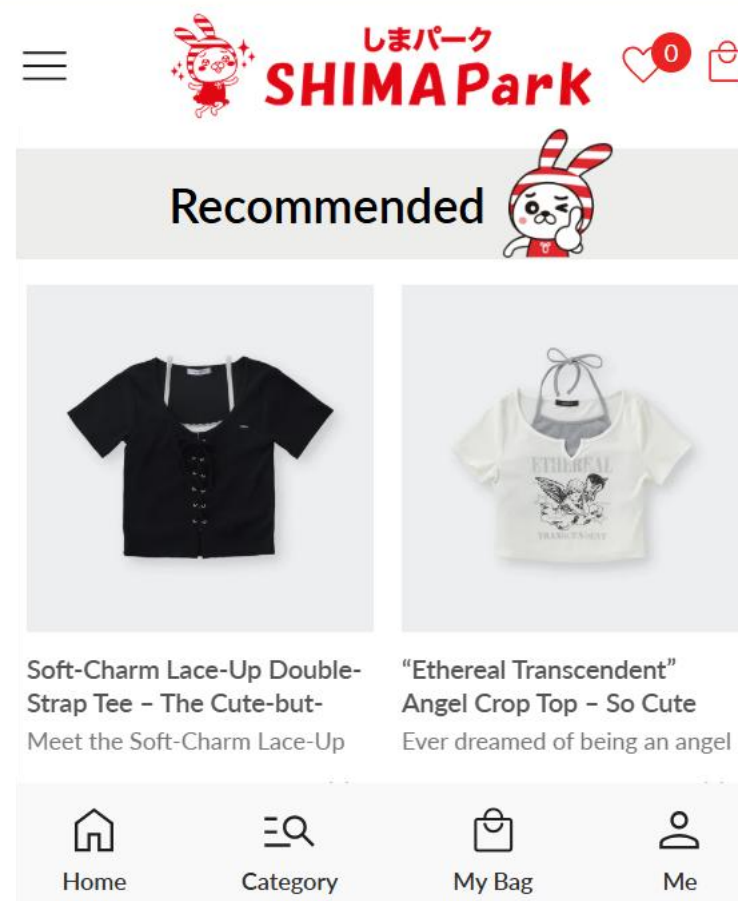 しまパーク
SHIMAPark
0
Recommended
ETHEREAL
TRANSCENDENT
Soft-Charm Lace-Up Double-
Strap Tee – The Cute-but-
Meet the Soft-Charm Lace-Up
“Ethereal Transcendent”
Angel Crop Top – So Cute
Ever dreamed of being an angel
Home
Category
My Bag
Me